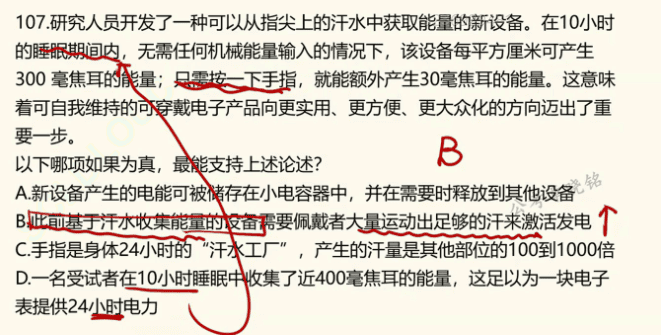 107.研究人员开发了一种可以从指尖上的汗水中获取能量的新设备。在10小时
的睡眠期间内，无需任何机械能量输入的情况下，该设备每平方厘米可产生
300 毫焦耳的能量；只需按一下手指，就能额外产生30毫焦耳的能量。这意味
着可自我维持的可穿戴电子产品向更实用、更方便、更大众化的方向迈出了重
要一步。
以下哪项如果为真，最能支持上述论述？
B
A.新设备产生的电能可被储存在小电容器中，并在需要时释放到其他设备
B.此前基于汗水收集能量的设备需要佩戴者大量运动出足够的汗来激活发电
C.手指是身体24小时的“汗水工厂”，产生的汗量是其他部位的100到1000倍
D.一名受试者在10小时睡眠中收集了近400毫焦耳的能量，这足以为一块电子
表提供24小时电力